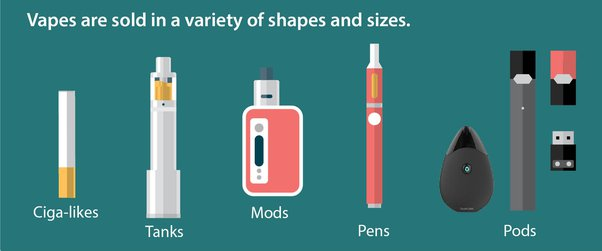 Vapes are sold in a variety of shapes and sizes.
Ciga-likes
Tanks
Mods
Pens
Pods